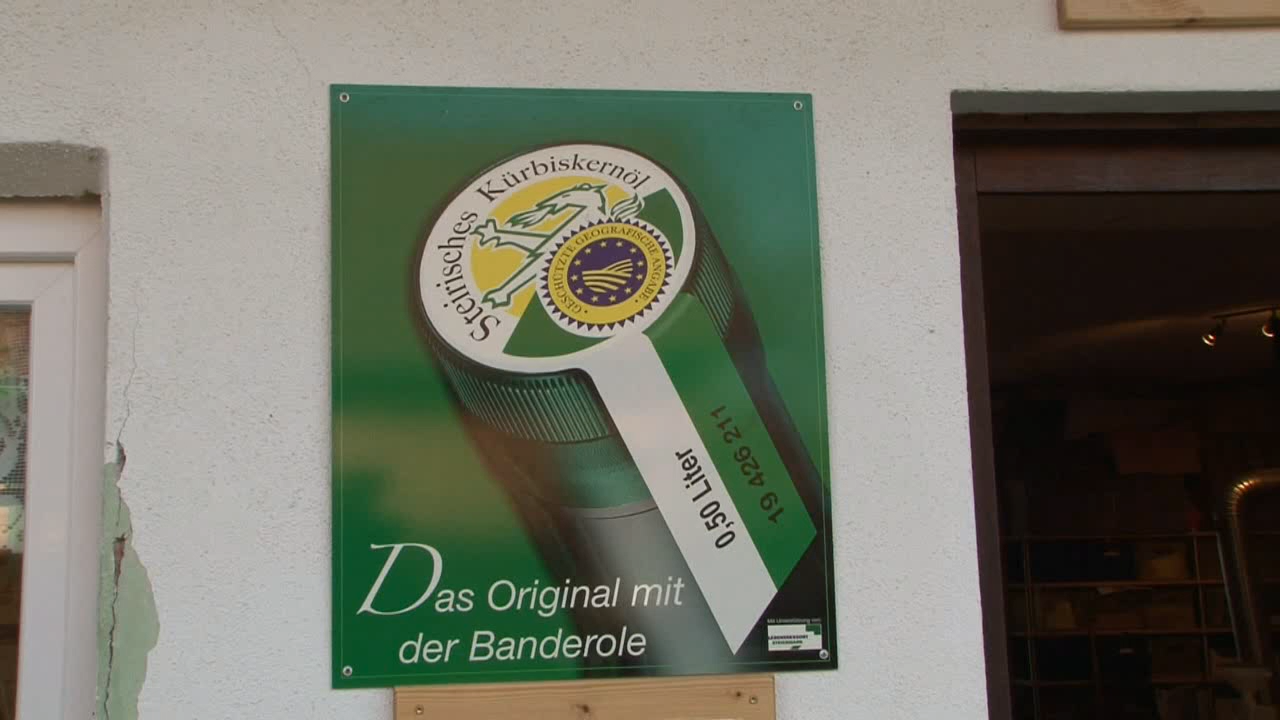 Steirisches Kürbiskernöl
GESCHÜTZTE GEOGRAFISCHE ANGABE
0,50 Liter
19 426 211
Das Original mit
der Banderole